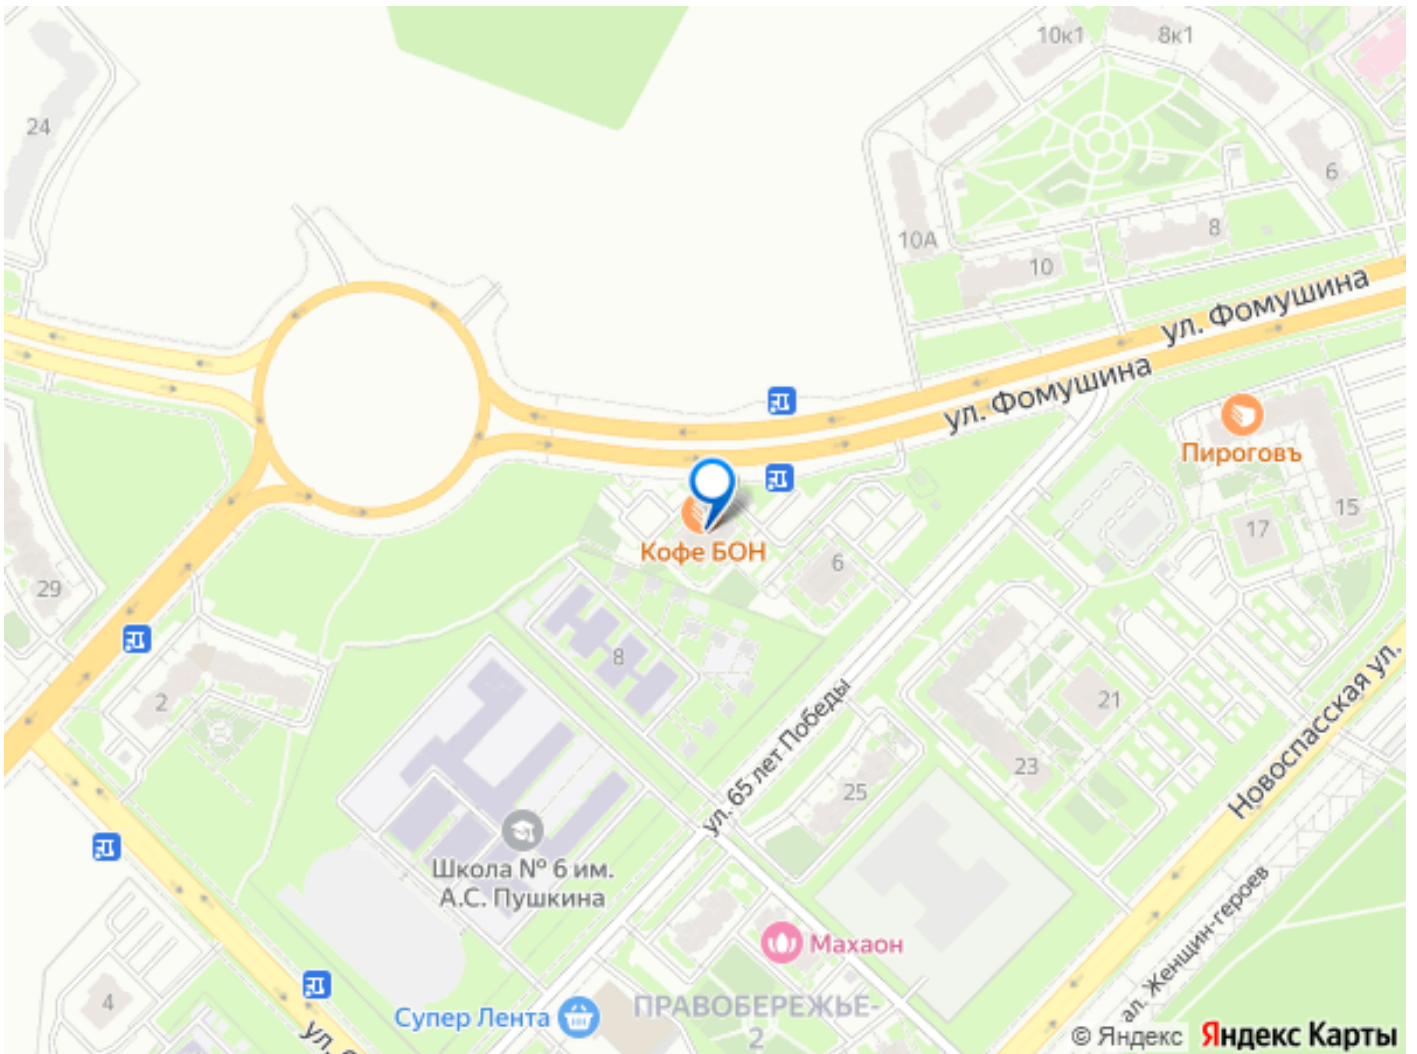 10к1
8к1
24
6
10А
8
10
ул. Фомушина
ул. Фомушина
Пироговъ
15
17
Кофе БОН
6
29
8
2
21
ул. 65 лет Победы
Новоспасская ул.
23
25
Школа № 6 им.
А.С. Пушкина
ал. Женщин-героев
Махаон
4
Супер Лента
ПРАВОБЕРЕЖЬЕ-
2
ул.
© Яндекс Яндекс Карты